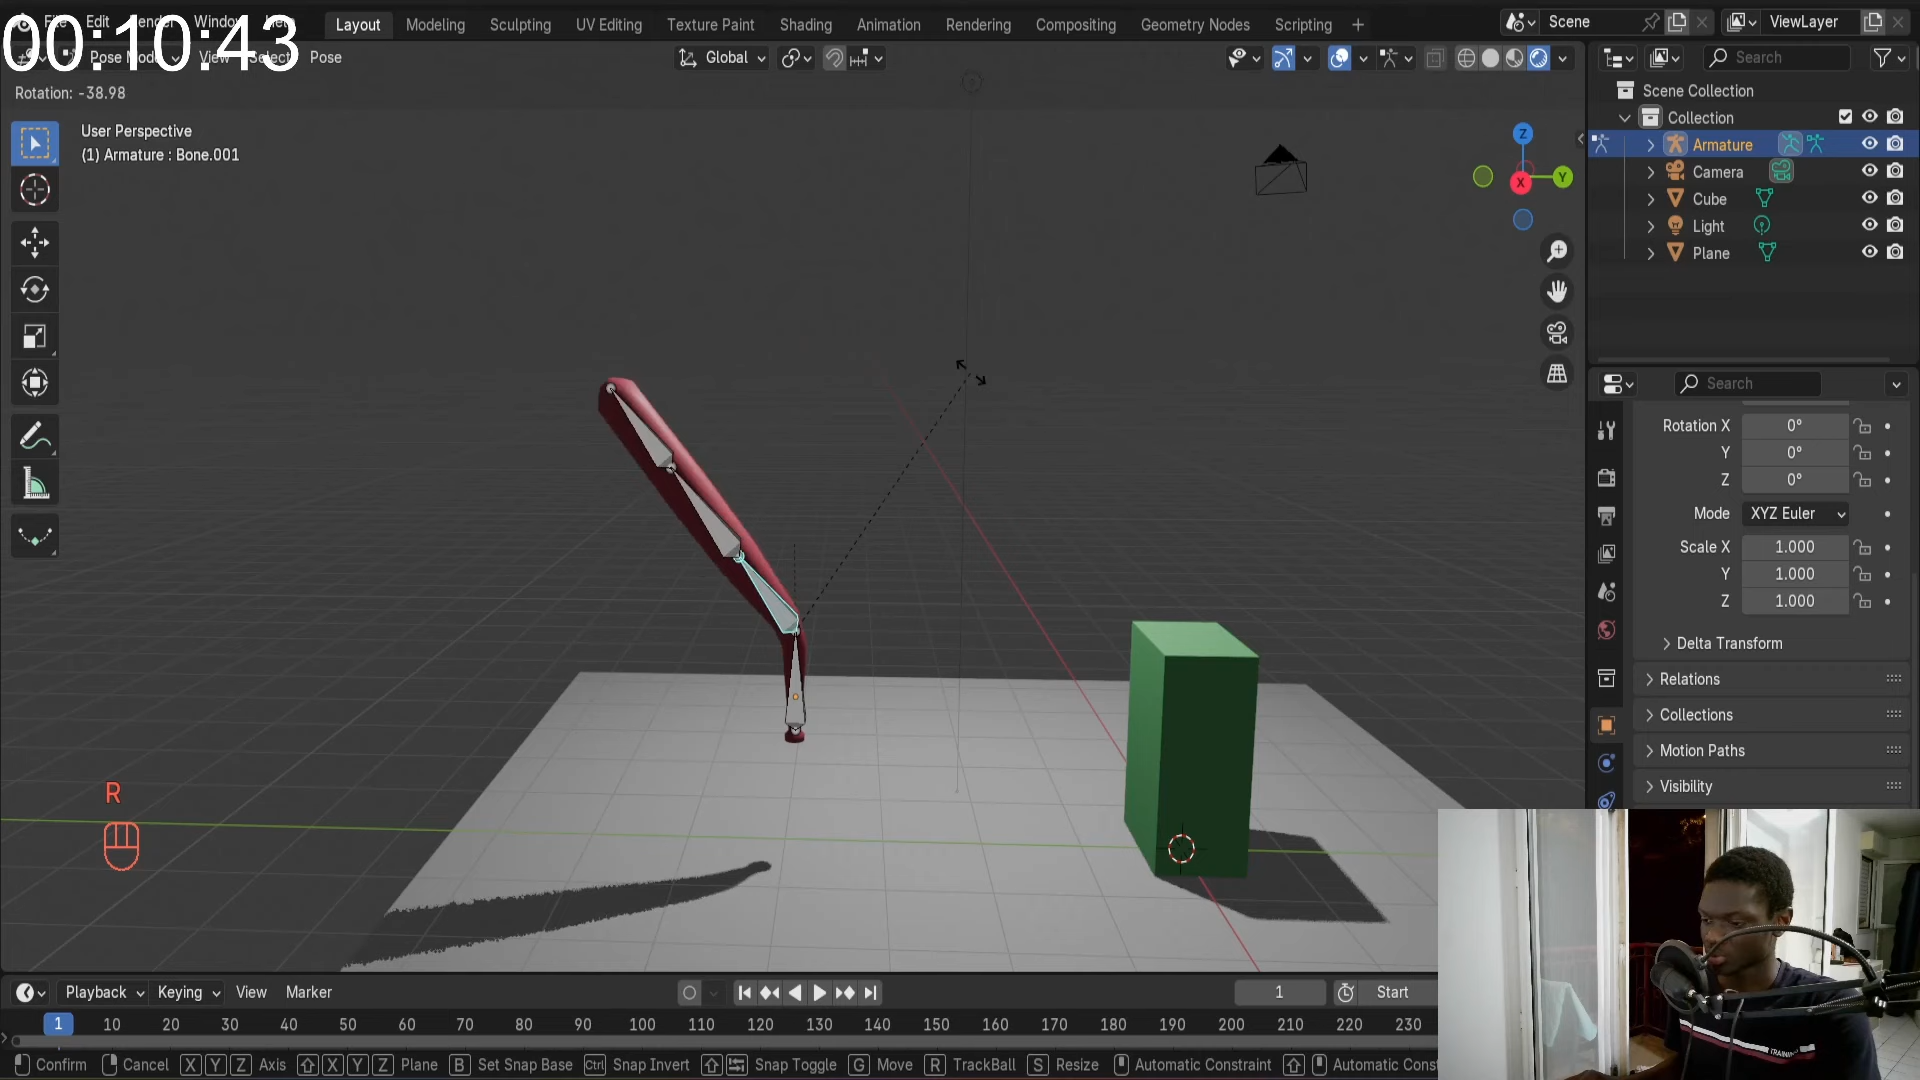 00:10:43
File Edit Render Window Help
Layout Modeling Sculpting UV Editing Texture Paint Shading Animation Rendering Compositing Geometry Nodes Scripting +
Scene ViewLayer
Pose Mode View Select Pose
Global
Search
Rotation: -38.98
User Perspective
(1) Armature : Bone.001
Z
Y
X
Scene Collection
Collection
Armature
Camera
Cube
Light
Plane
Search
Rotation X 0°
Y 0°
Z 0°
Mode XYZ Euler
Scale X 1.000
Y 1.000
Z 1.000
Delta Transform
Relations
Collections
Motion Paths
Visibility
R
TRAINING
Playback Keying View Marker 1 Start
1 10 20 30 40 50 60 70 80 90 100 110 120 130 140 150 160 170 180 190 200 210 220 230
Confirm Cancel X Y Z Axis X Y Z Plane B Set Snap Base Ctrl Snap Invert Snap Toggle G Move R TrackBall S Resize Automatic Constraint Automatic Cons